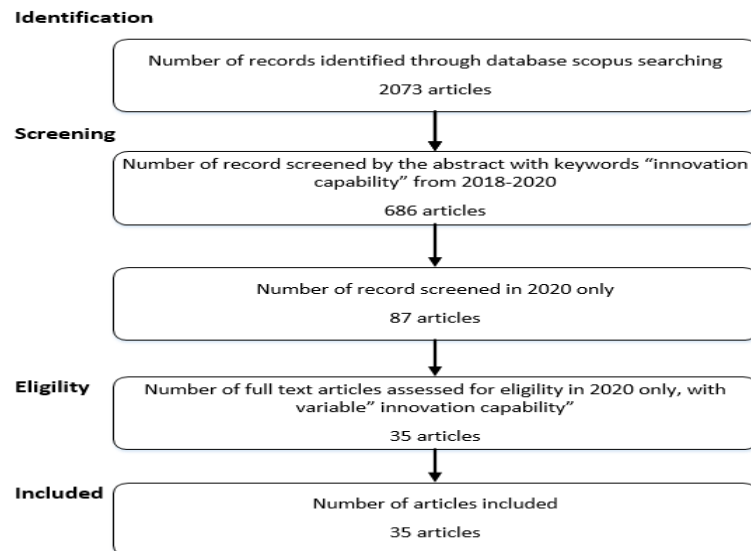 Identification
Number of records identified through database scopus searching
2073 articles
Screening
Number of record screened by the abstract with keywords “innovation
capability” from 2018-2020
686 articles
Number of record screened in 2020 only
87 articles
Eligility
Number of full text articles assessed for eligibility in 2020 only, with
variable” innovation capability”
35 articles
Included
Number of articles included
35 articles